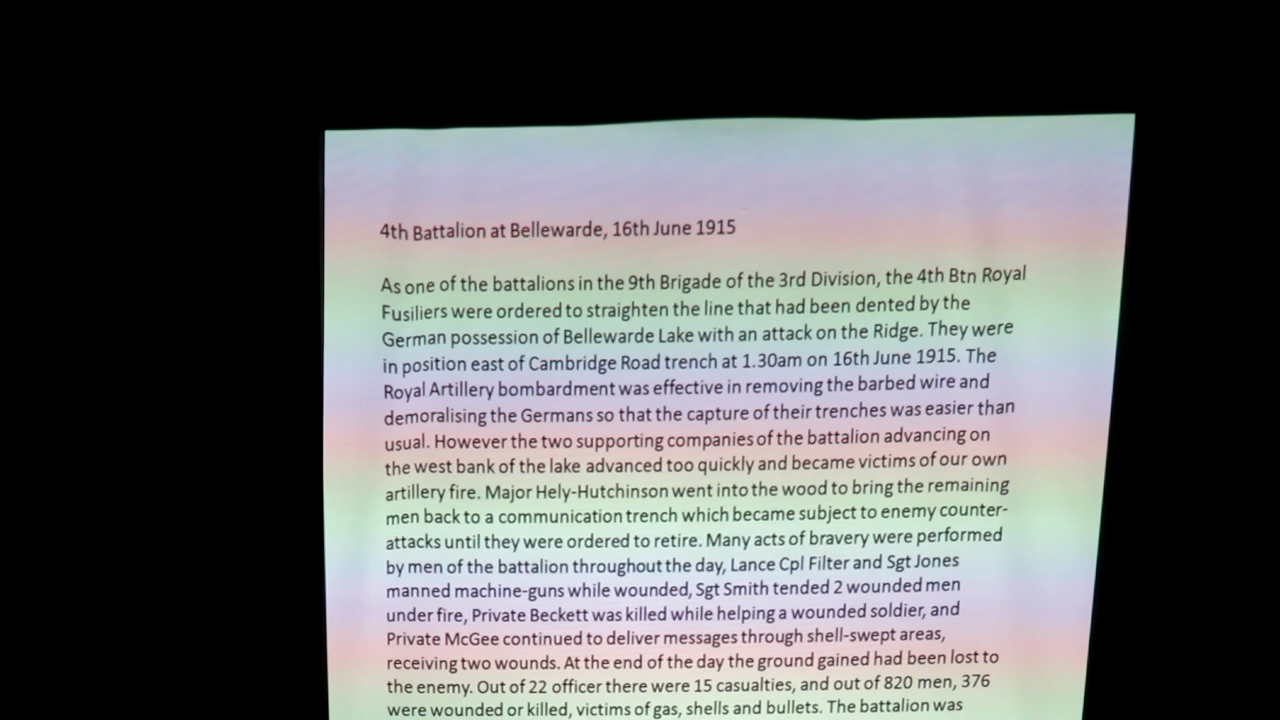 4th Battalion at Bellewarde, 16th June 1915
As one of the battalions in the 9th Brigade of the 3rd Division, the 4th Btn Royal
Fusiliers were ordered to straighten the line that had been dented by the
German possession of Bellewarde Lake with an attack on the Ridge. They were
in position east of Cambridge Road trench at 1.30am on 16th June 1915. The
Royal Artillery bombardment was effective in removing the barbed wire and
demoralising the Germans so that the capture of their trenches was easier than
usual. However the two supporting companies of the battalion advancing on
the west bank of the lake advanced too quickly and became victims of our own
artillery fire. Major Hely-Hutchinson went into the wood to bring the remaining
men back to a communication trench which became subject to enemy counter-
attacks until they were ordered to retire. Many acts of bravery were performed
by men of the battalion throughout the day, Lance Cpl Filter and Sgt Jones
manned machine-guns while wounded, Sgt Smith tended 2 wounded men
under fire, Private Beckett was killed while helping a wounded soldier, and
Private McGee continued to deliver messages through shell-swept areas,
receiving two wounds. At the end of the day the ground gained had been lost to
the enemy. Out of 22 officer there were 15 casualties, and out of 820 men, 376
were wounded or killed, victims of gas, shells and bullets. The battalion was